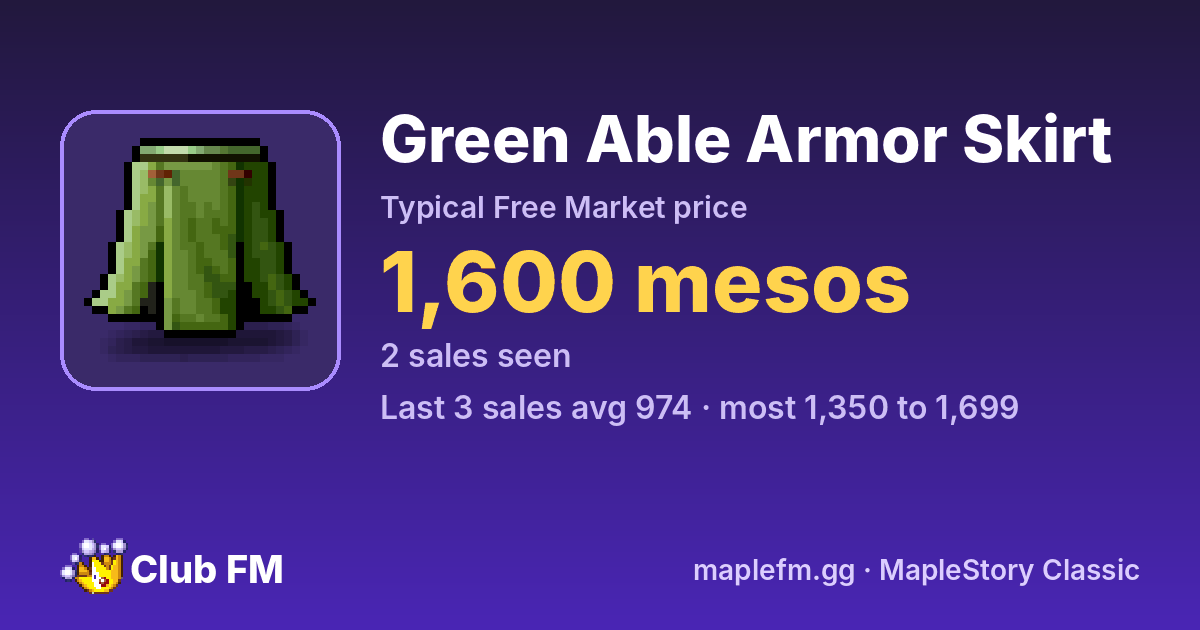 Green Able Armor Skirt
Typical Free Market price
1,600 mesos
2 sales seen
Last 3 sales avg 974 · most 1,350 to 1,699
Club FM
maplefm.gg · MapleStory Classic